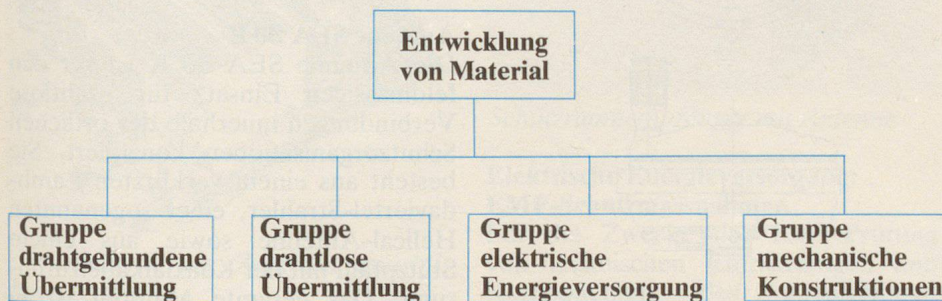 Entwicklung
von Material
Gruppe
drahtgebundene
Übermittlung
Gruppe
drahtlose
Übermittlung
Gruppe
elektrische
Energieversorgung
Gruppe
mechanische
Konstruktionen